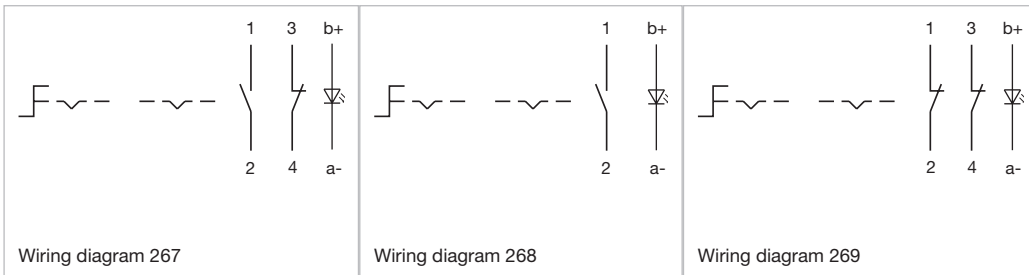 1 3 b+
2 4 a-
Wiring diagram 267
1 b+
2 a-
Wiring diagram 268
1 3 b+
2 4 a-
Wiring diagram 269